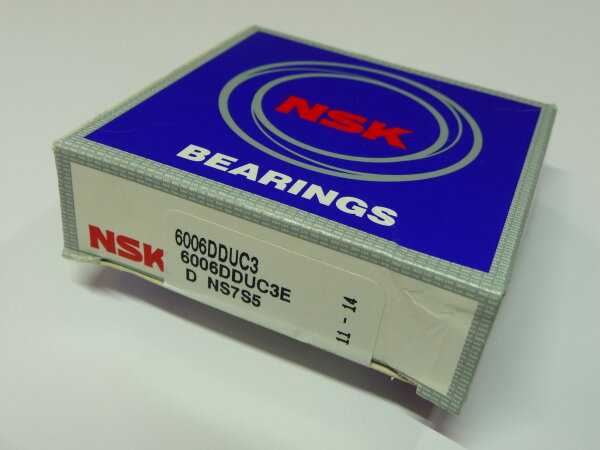 NSK
BEARINGS
NSK
6006DDUC3
6006DDUC3E
D NS7S5
11 - 14